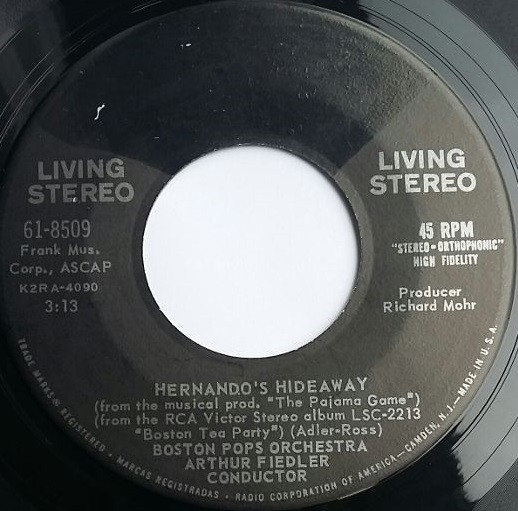 LIVING
STEREO
61-8509
Frank Mus.
Corp., ASCAP
K2RA-4090
3:13
LIVING
STEREO
45 RPM
"STEREO-ORTHOPHONIC"
HIGH FIDELITY
Producer
Richard Mohr
HERNANDO'S HIDEAWAY
(from the musical prod. "The Pajama Game")
(from the RCA Victor Stereo album LSC-2213
"Boston Tea Party") (Adler-Ross)
BOSTON POPS ORCHESTRA
ARTHUR FIEDLER
CONDUCTOR
TRADE MARKS ® REGISTERED • MARCAS REGISTRADAS • RADIO CORPORATION OF AMERICA—CAMDEN, N.J.—MADE IN U.S.A.